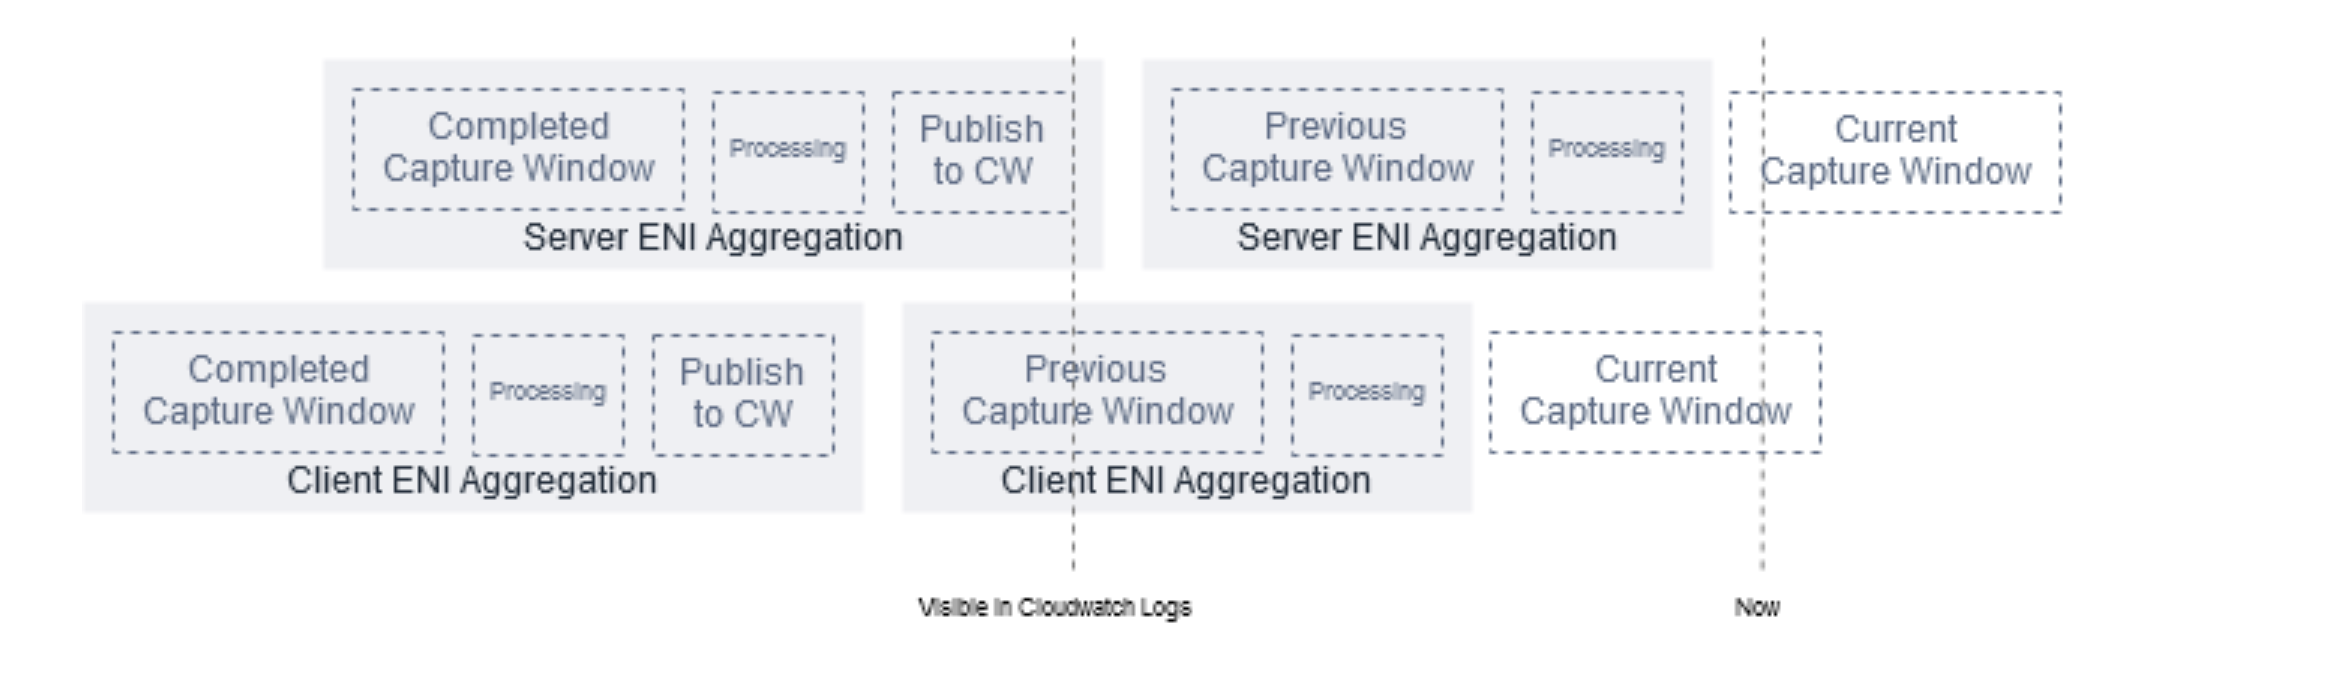 Completed
Capture Window
Processing
Publish
to CW
Server ENI Aggregation
Previous
Capture Window
Processing
Server ENI Aggregation
Current
Capture Window
Completed
Capture Window
Processing
Publish
to CW
Client ENI Aggregation
Previous
Capture Window
Processing
Client ENI Aggregation
Current
Capture Window
Visible in Cloudwatch Logs
Now